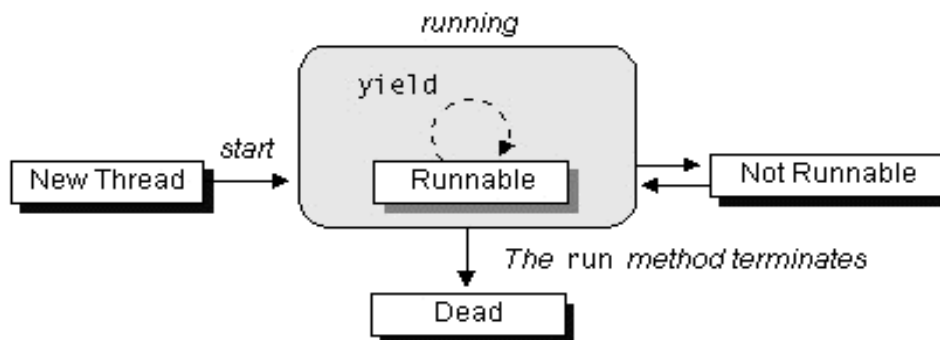 running
yield
start
New Thread
Runnable
Not Runnable
The run method terminates
Dead